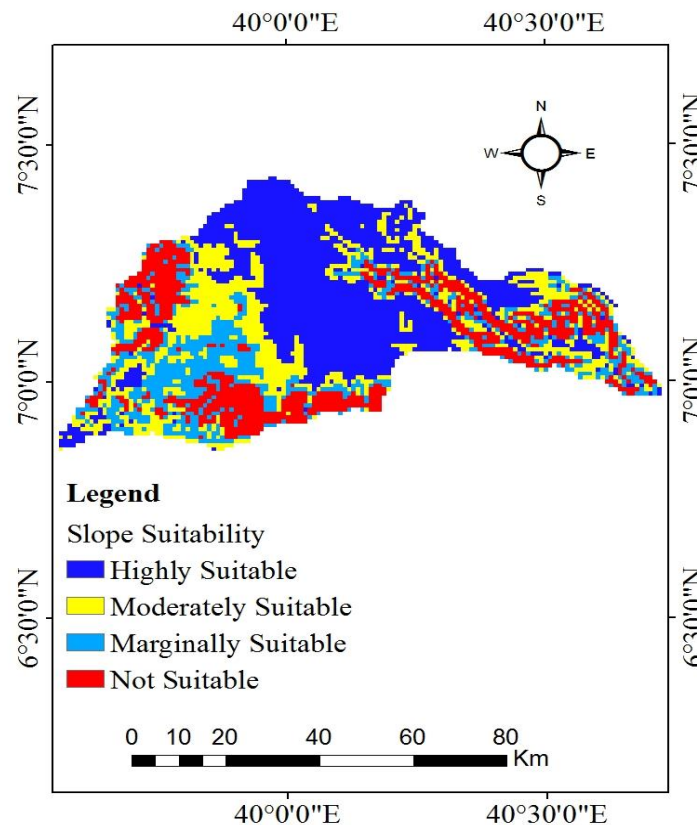 40°0'0"E 40°30'0"E
7°30'0"N
7°30'0"N
N
W E
S
7°0'0"N
7°0'0"N
Legend
Slope Suitability
Highly Suitable
Moderately Suitable
Marginally Suitable
Not Suitable
6°30'0"N
6°30'0"N
0 10 20 40 60 80
Km
40°0'0"E 40°30'0"E